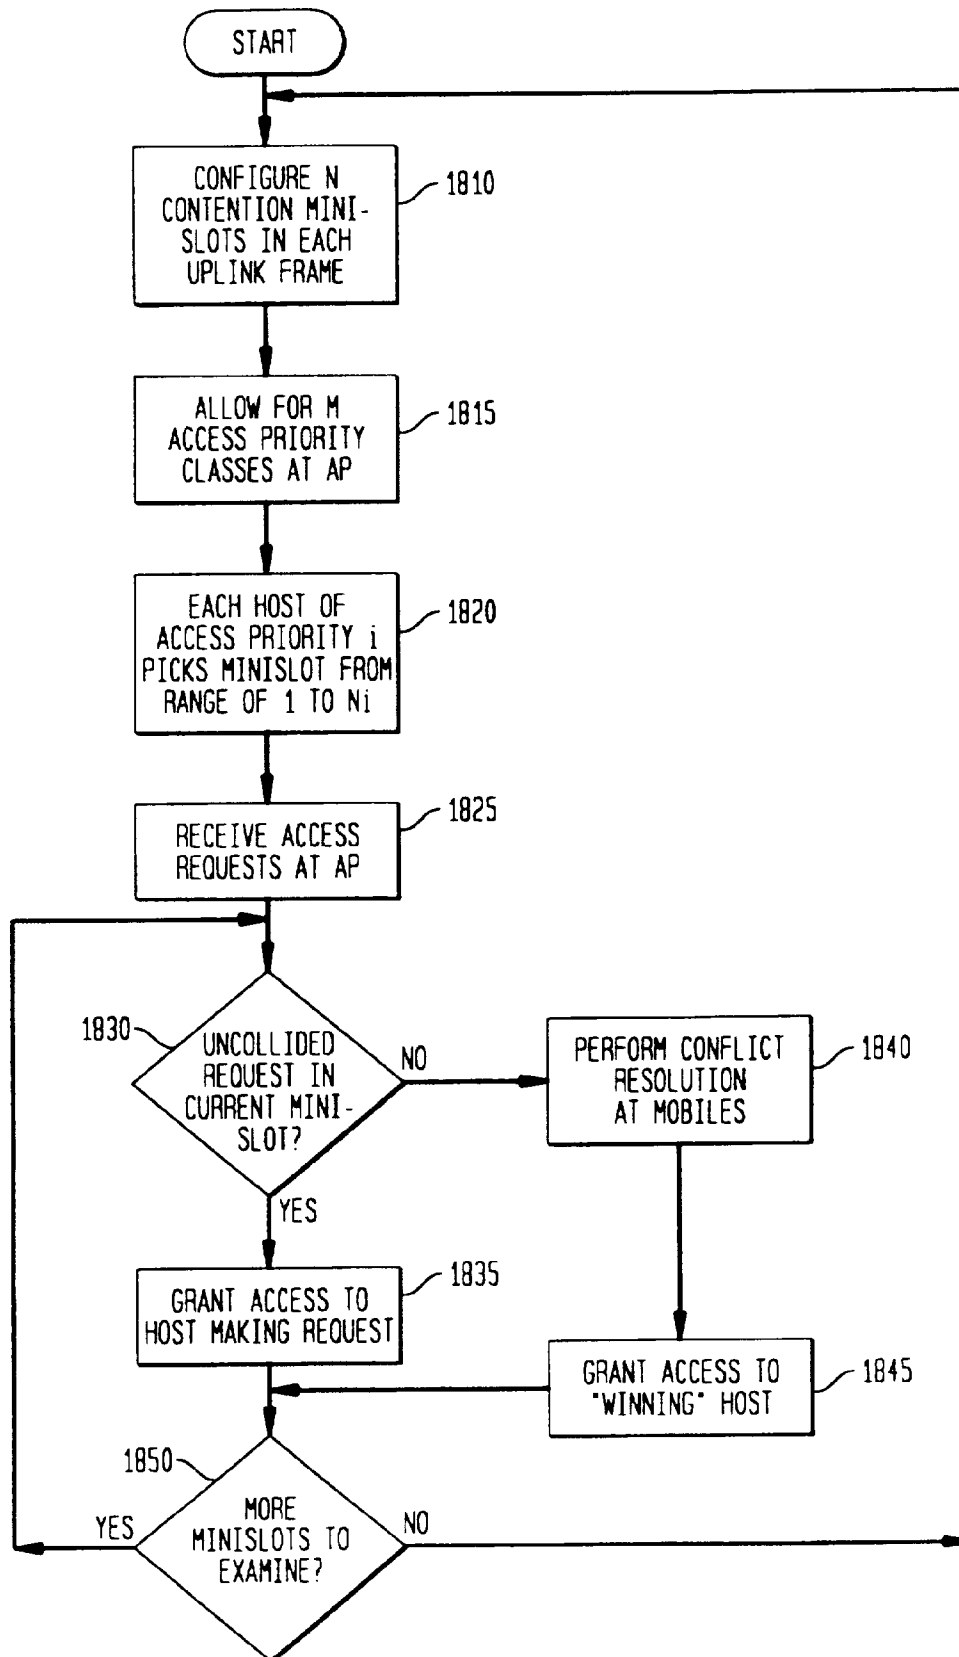 START
CONFIGURE N
CONTENTION MINI-
SLOTS IN EACH
UPLINK FRAME
1810
ALLOW FOR M
ACCESS PRIORITY
CLASSES AT AP
1815
EACH HOST OF
ACCESS PRIORITY i
PICKS MINISLOT FROM
RANGE OF 1 TO Ni
1820
RECEIVE ACCESS
REQUESTS AT AP
1825
1830
UNCOLLIDED
REQUEST IN
CURRENT MINI-
SLOT?
NO
YES
PERFORM CONFLICT
RESOLUTION
AT MOBILES
1840
GRANT ACCESS TO
HOST MAKING REQUEST
1835
GRANT ACCESS TO
"WINNING" HOST
1845
1850
MORE
MINISLOTS TO
EXAMINE?
YES
NO